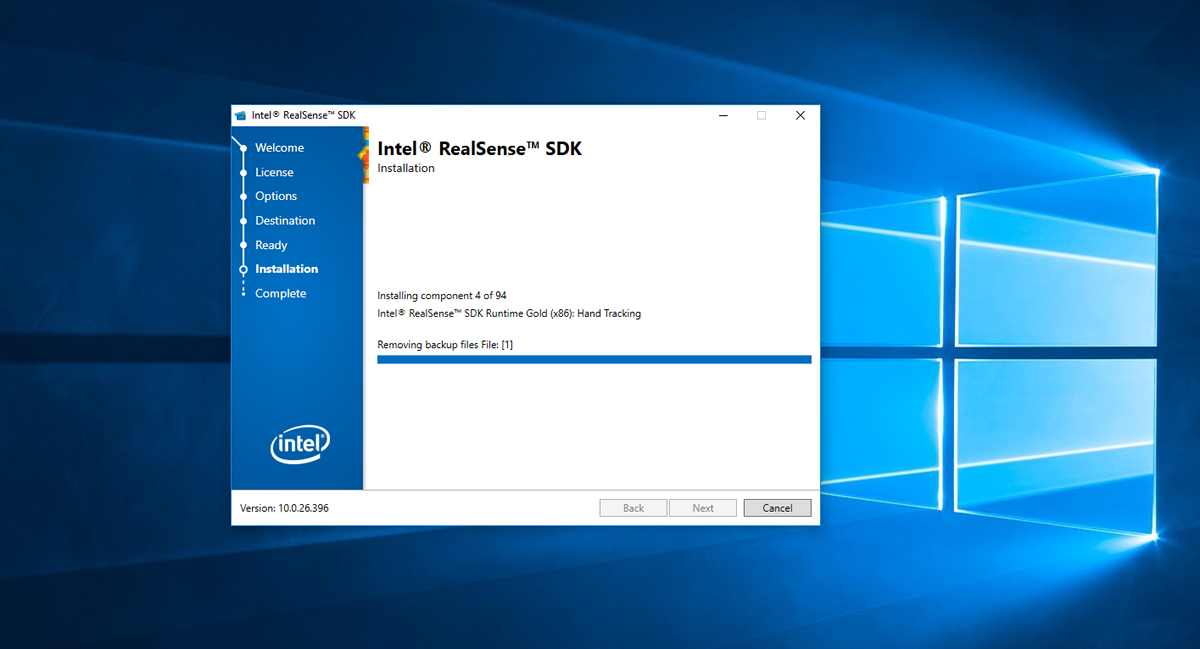 Intel® RealSense™ SDK
Welcome
License
Options
Destination
Ready
Installation
Complete
intel®
Intel® RealSense™ SDK
Installation
Installing component 4 of 94
Intel® RealSense™ SDK Runtime Gold (x86): Hand Tracking
Removing backup files File: [1]
Version: 10.0.26.396
Back
Next
Cancel